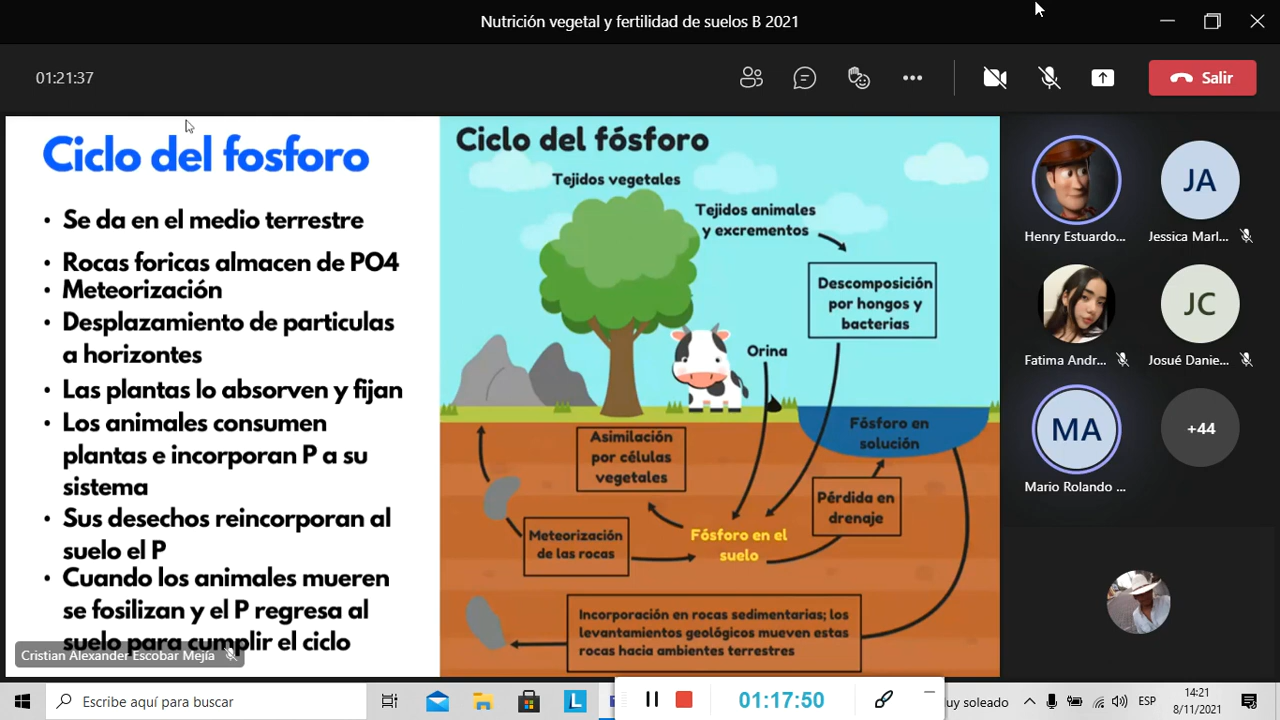 Nutrición vegetal y fertilidad de suelos B 2021
01:21:37
Salir
Ciclo del fosforo
• Se da en el medio terrestre
• Rocas foricas almacen de PO4
• Meteorización
• Desplazamiento de particulas
a horizontes
• Las plantas lo absorven y fijan
• Los animales consumen
plantas e incorporan P a su
sistema
• Sus desechos reincorporan al
suelo el P
• Cuando los animales mueren
se fosilizan y el P regresa al
suelo para cumplir el ciclo
Cristian Alexander Escobar Mejía
Ciclo del fósforo
Tejidos vegetales
Tejidos animales
y excrementos
Descomposición
por hongos y
bacterias
Orina
Fósforo en
solución
Asimilación
por células
vegetales
Pérdida en
drenaje
Meteorización
de las rocas
Fósforo en el
suelo
Incorporación en rocas sedimentarias; los
levantamientos geológicos mueven estas
rocas hacia ambientes terrestres
Henry Estuardo...
JA
Jessica Marl...
Fatima Andr...
JC
Josué Danie...
MA
Mario Rolando ...
+44
Escribe aquí para buscar
L
01:17:50
uy soleado
ESP
14:21
8/11/2021